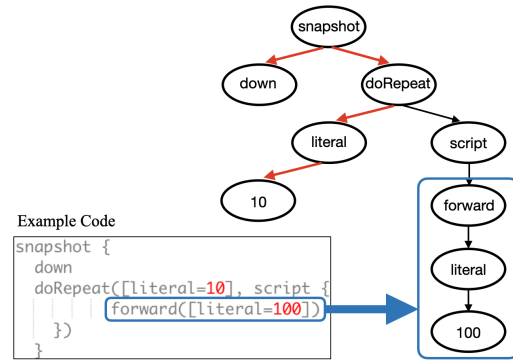 snapshot
down
doRepeat
literal
script
10
forward
literal
100
Example Code
snapshot {
down
doRepeat([literal=10], script {
forward([literal=100])
})
}